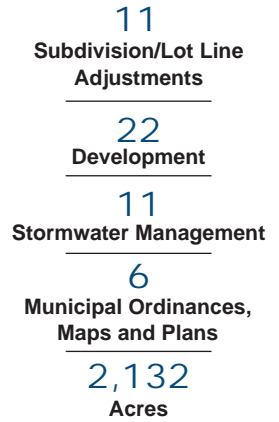 11
Subdivision/Lot Line
Adjustments
22
Development
11
Stormwater Management
6
Municipal Ordinances,
Maps and Plans
2,132
Acres